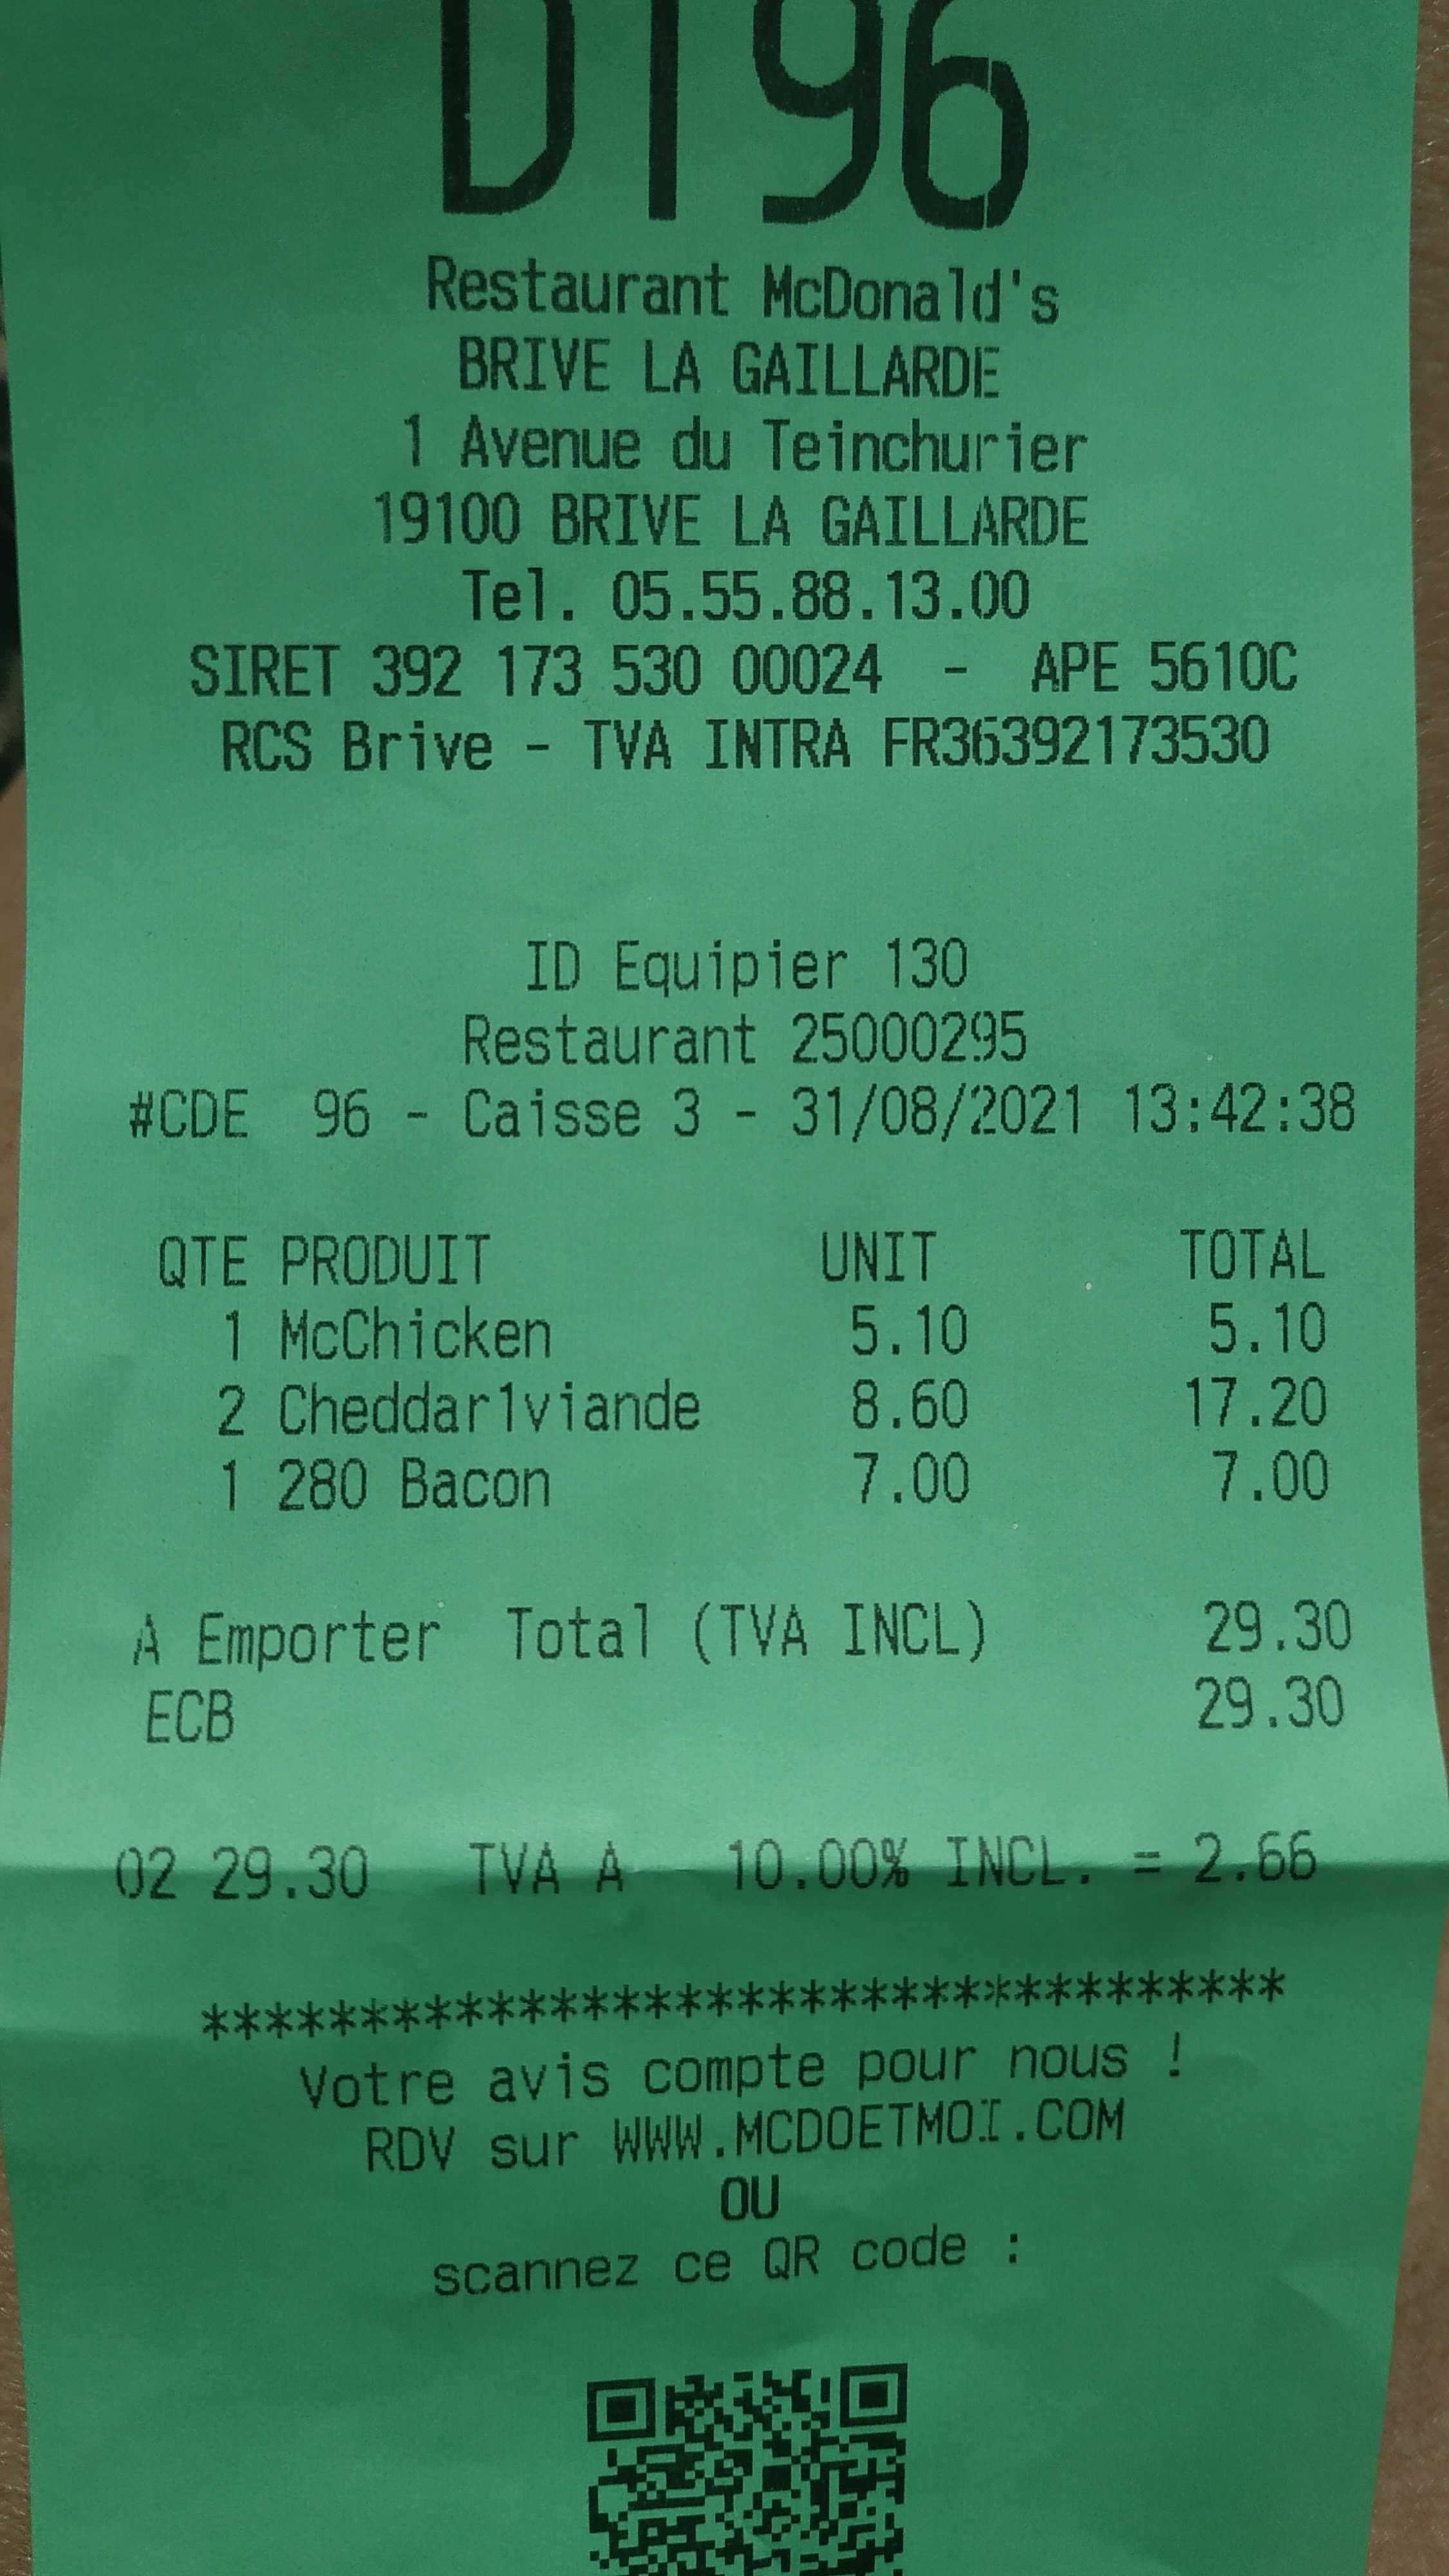 DT96
Restaurant McDonald's
BRIVE LA GAILLARDE
1 Avenue du Teinchurier
19100 BRIVE LA GAILLARDE
Tel. 05.55.88.13.00
SIRET 392 173 530 00024 - APE 5610C
RCS Brive - TVA INTRA FR36392173530
ID Equipier 130
Restaurant 25000295
#CDE 96 - Caisse 3 - 31/08/2021 13:42:38
QTE PRODUIT UNIT TOTAL
1 McChicken 5.10 5.10
2 Cheddar1viande 8.60 17.20
1 280 Bacon 7.00 7.00
A Emporter Total (TVA INCL) 29.30
ECB 29.30
02 29.30 TVA A 10.00% INCL. = 2.66
***********************************
Votre avis compte pour nous !
RDV sur WWW.MCDOETMOI.COM
OU
scannez ce QR code :